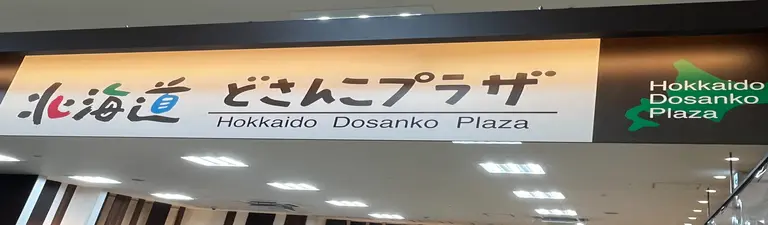 北海道 どさんこプラザ
Hokkaido Dosanko Plaza
Hokkaido
Dosanko
Plaza